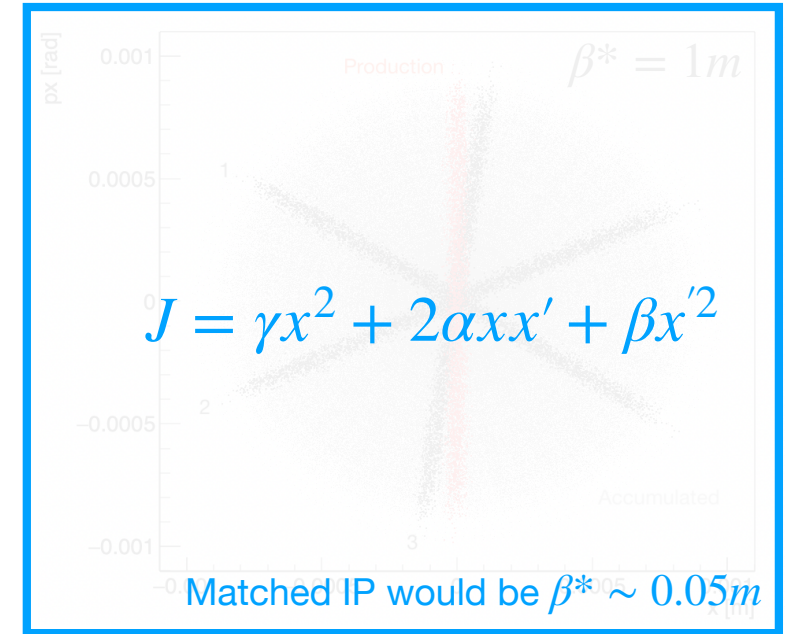 0.001
px [rad]
Production
β* = 1m
1
0.0005
0
J = γx² + 2αxx′ + βx′²
2
−0.0005
Accumulated
3
−0.001
Matched IP would be β* ~ 0.05m
x [m]